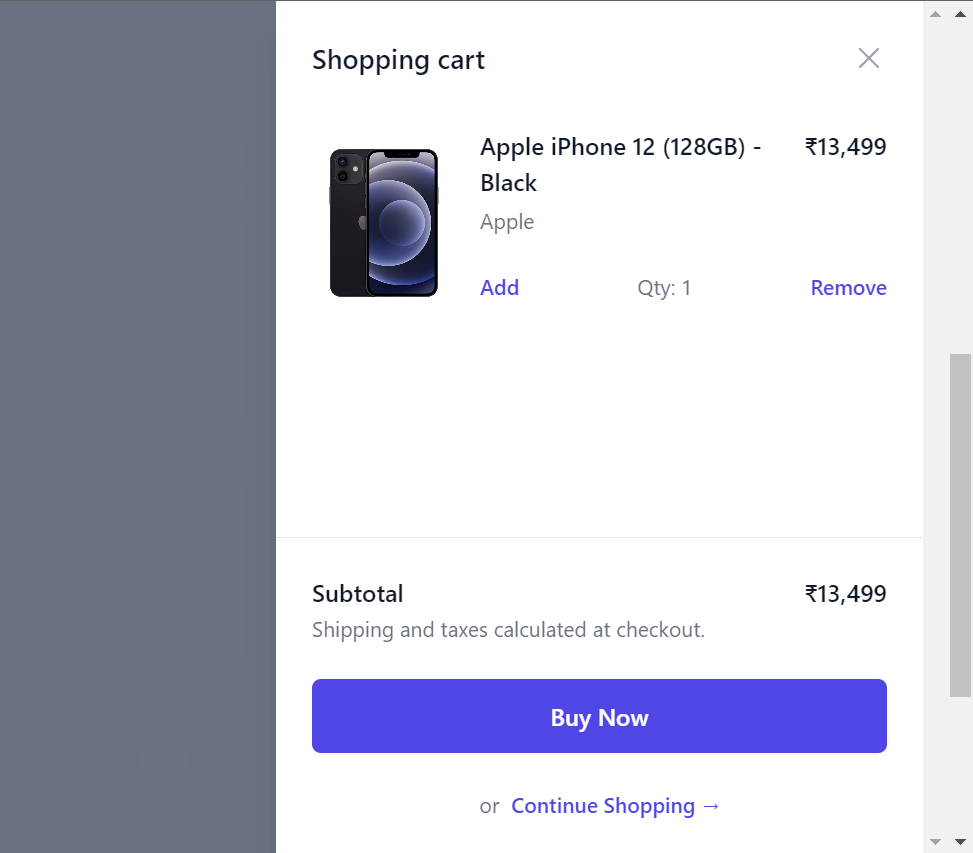 Shopping cart
Apple iPhone 12 (128GB) - ₹13,499
Black
Apple
Add Qty: 1 Remove
Subtotal ₹13,499
Shipping and taxes calculated at checkout.
Buy Now
or Continue Shopping →